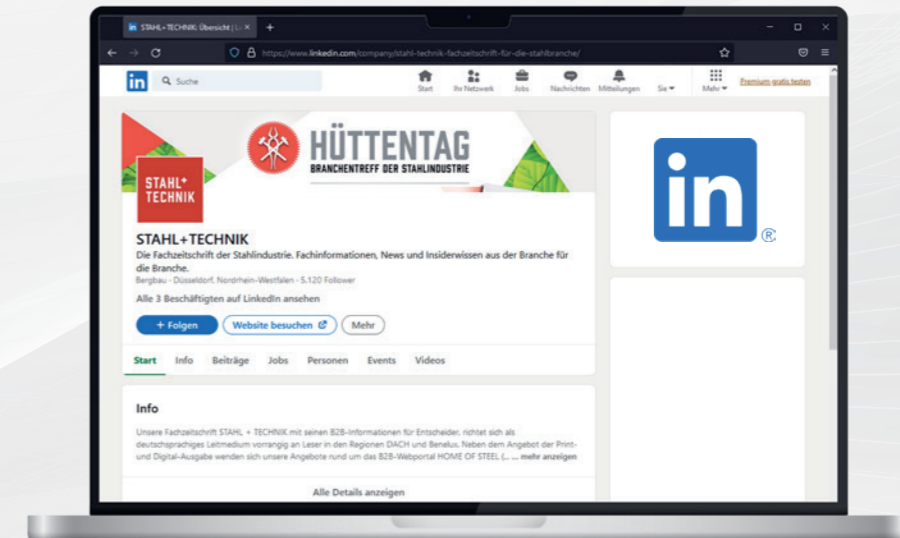 in STAHL+TECHNIK: Übersicht | L
https://www.linkedin.com/company/stahl-technik-fachzeitschrift-für-die-stahlbranche/
in
Suche
Start
Ihr Netzwerk
Jobs
Nachrichten
Mitteilungen
Sie
Mehr
Premium gratis testen
HÜTTENTAG
BRANCHENTREFF DER STAHLINDUSTRIE
STAHL+
TECHNIK
in
®
STAHL+TECHNIK
Die Fachzeitschrift der Stahlindustrie. Fachinformationen, News und Insiderwissen aus der Branche für
die Branche.
Bergbau - Düsseldorf, Nordrhein-Westfalen - 5.120 Follower
Alle 3 Beschäftigten auf LinkedIn ansehen
+ Folgen
Website besuchen
Mehr
Start Info Beiträge Jobs Personen Events Videos
Info
Unsere Fachzeitschrift STAHL + TECHNIK mit seinen B2B-Informationen für Entscheider, richtet sich als
deutschsprachiges Leitmedium vorrangig an Leser in den Regionen DACH und Benelux. Neben dem Angebot der Print-
und Digital-Ausgabe wenden sich unsere Angebote rund um das B2B-Webportal HOME OF STEEL (... ... mehr anzeigen
Alle Details anzeigen